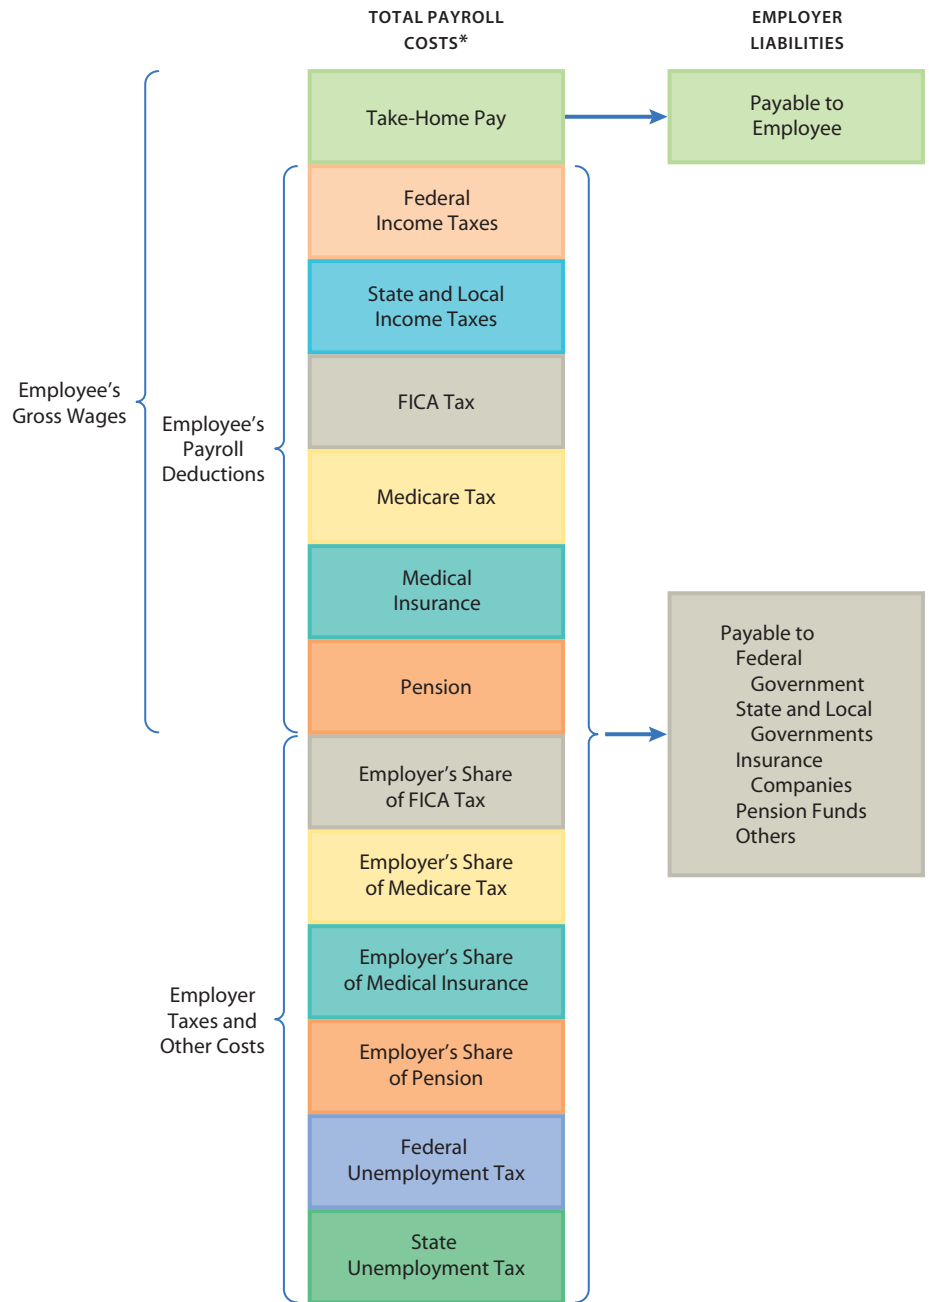 TOTAL PAYROLL
COSTS*
EMPLOYER
LIABILITIES
Take-Home Pay
Payable to
Employee
Federal
Income Taxes
State and Local
Income Taxes
FICA Tax
Employee’s
Gross Wages
Employee’s
Payroll
Deductions
Medicare Tax
Medical
Insurance
Pension
Payable to
Federal
Government
State and Local
Governments
Insurance
Companies
Pension Funds
Others
Employer’s Share
of FICA Tax
Employer’s Share
of Medicare Tax
Employer’s Share
of Medical Insurance
Employer
Taxes and
Other Costs
Employer’s Share
of Pension
Federal
Unemployment Tax
State
Unemployment Tax